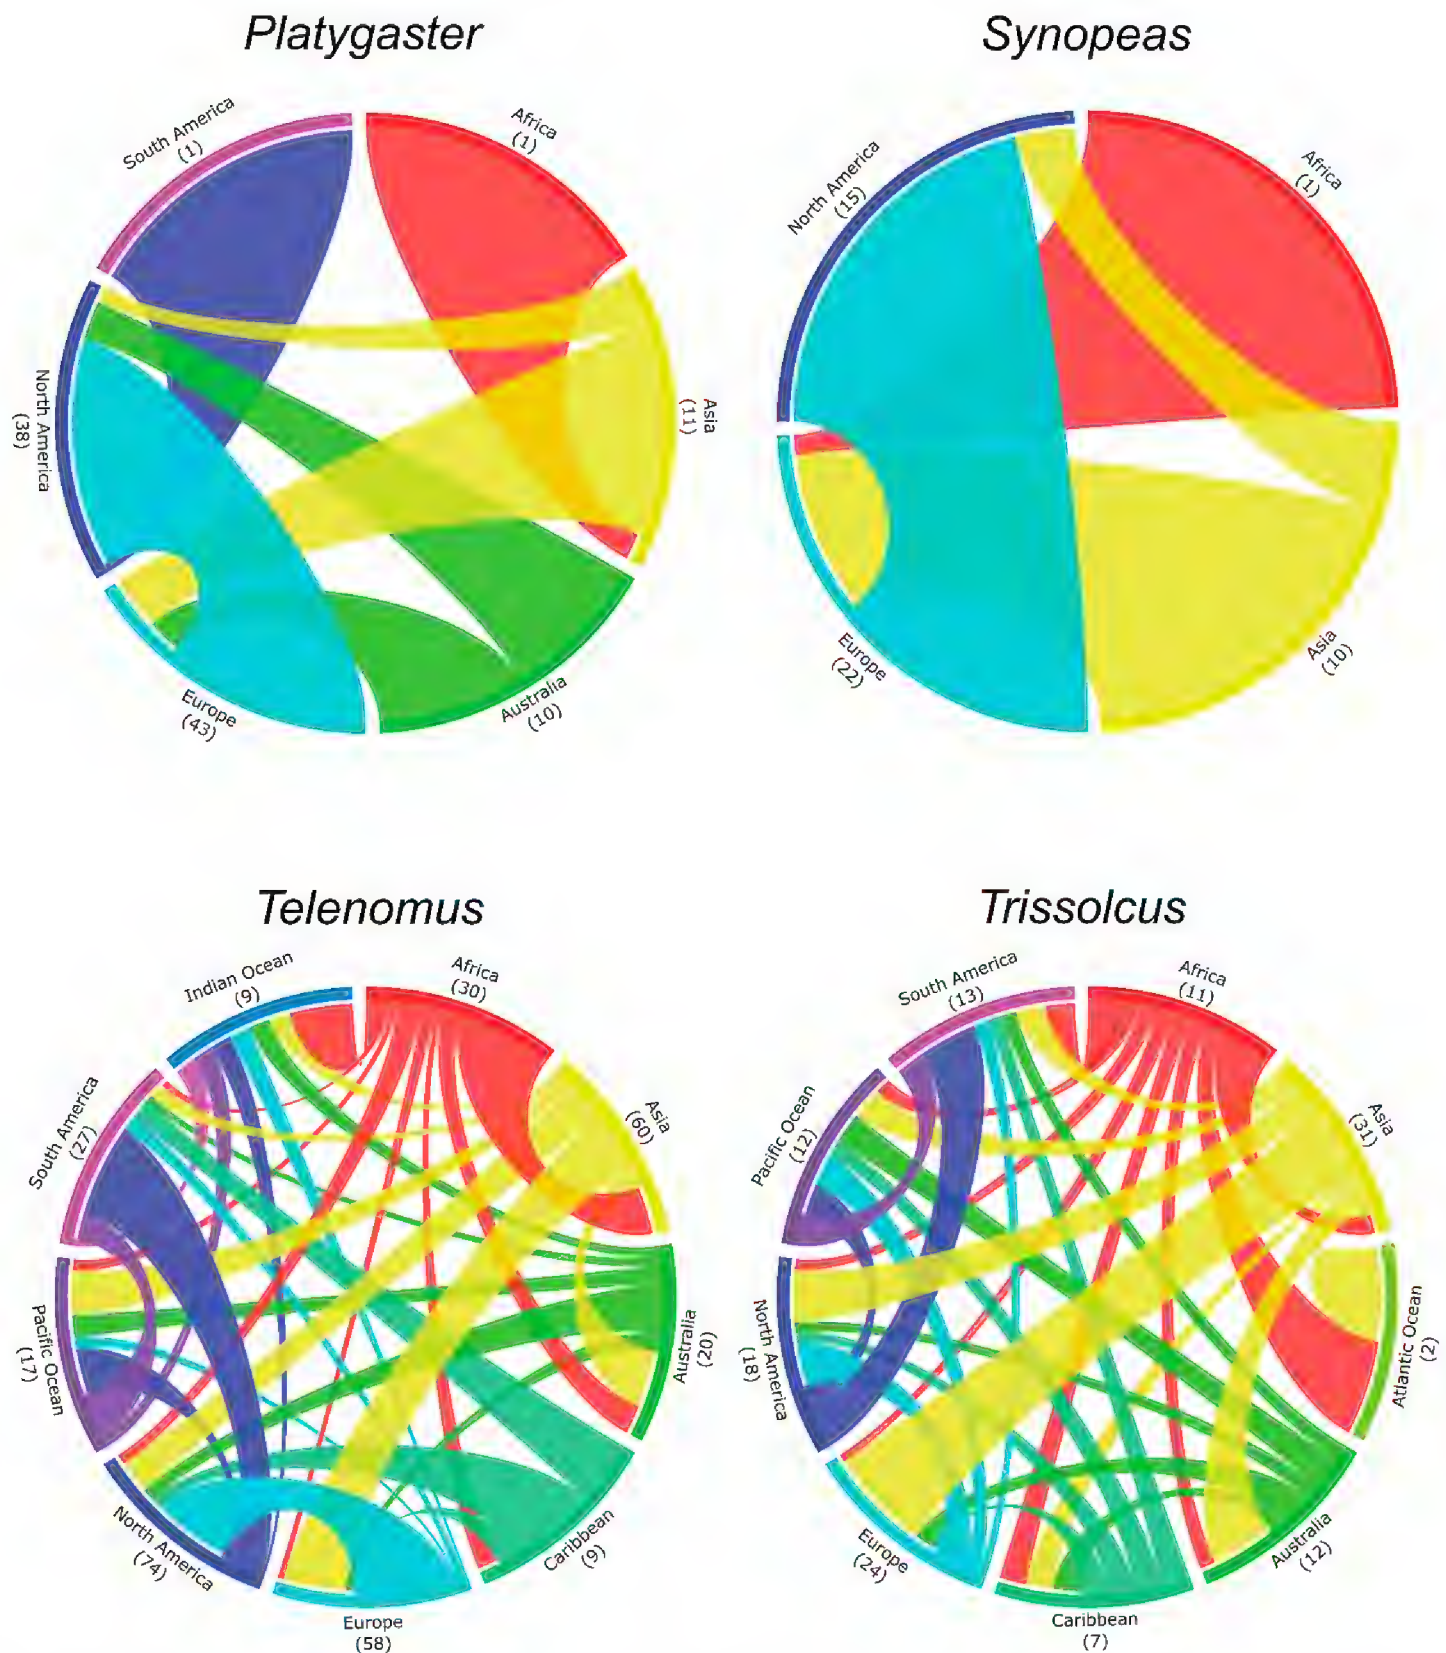 Platygaster
Synopeas
South America
(1)
Africa
(1)
North America
(38)
Asia
(11)
Europe
(43)
Australia
(10)
North America
(15)
Africa
(1)
Europe
(22)
Asia
(10)
Telenomus
Trissolcus
Indian Ocean
(9)
Africa
(30)
South America
(27)
Asia
(60)
Pacific Ocean
(17)
Australia
(20)
North America
(74)
Caribbean
(9)
Europe
(58)
South America
(13)
Africa
(11)
Pacific Ocean
(12)
Asia
(31)
North America
(18)
Atlantic Ocean
(2)
Europe
(24)
Australia
(12)
Caribbean
(7)